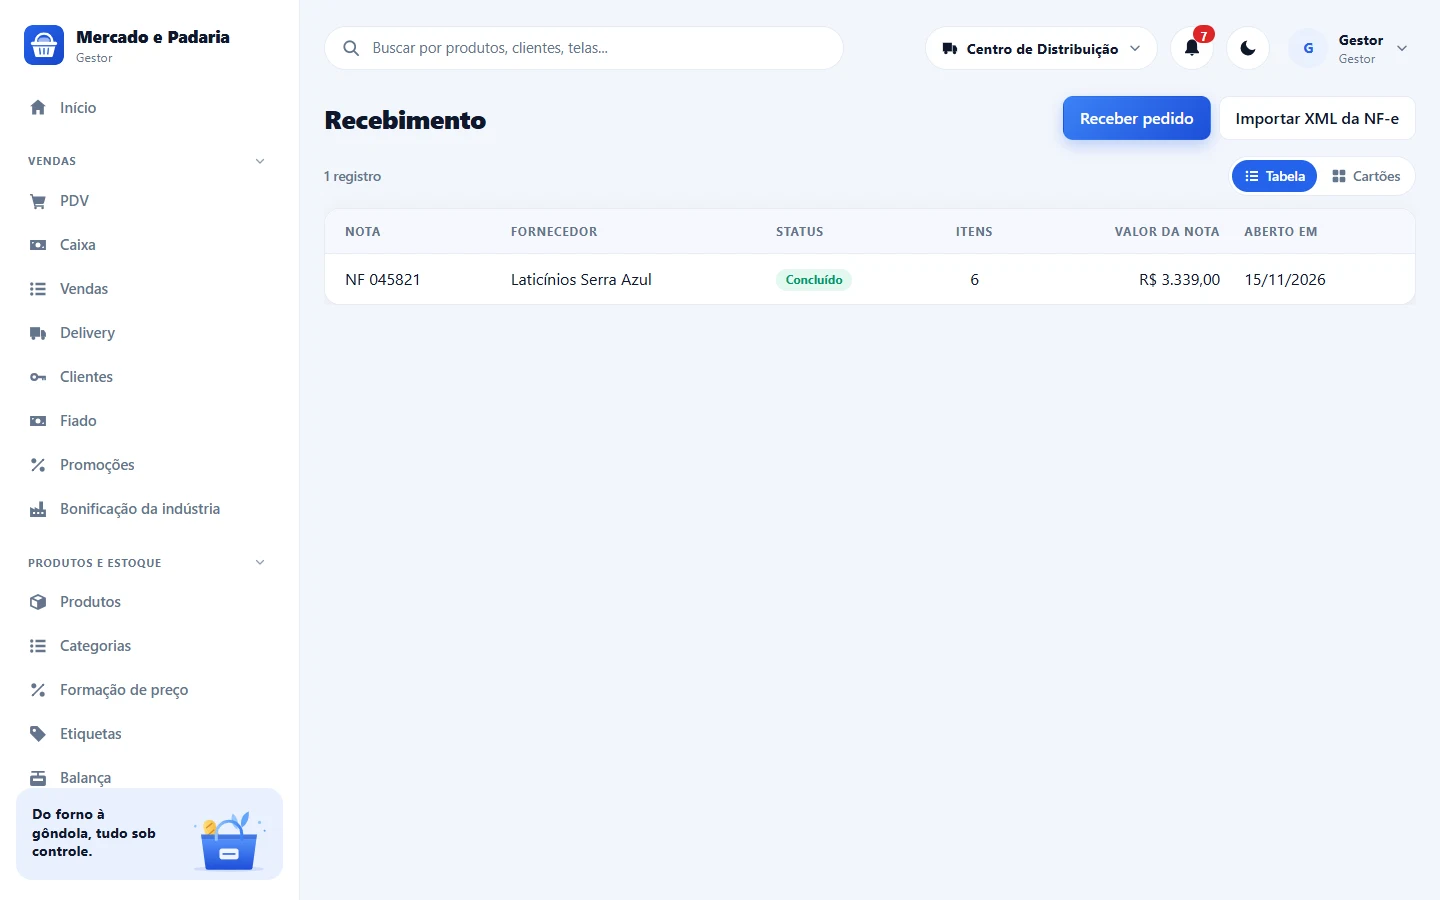 Mercado e Padaria
Gestor
Início
VENDAS
PDV
Caixa
Vendas
Delivery
Clientes
Fiado
Promoções
Bonificação da indústria
PRODUTOS E ESTOQUE
Produtos
Categorias
Formação de preço
Etiquetas
Balança
Do forno à
gôndola, tudo sob
controle.
Buscar por produtos, clientes, telas...
Centro de Distribuição
7
G
Gestor
Gestor
Recebimento
Receber pedido
Importar XML da NF-e
1 registro
Tabela
Cartões
NOTA FORNECEDOR STATUS ITENS VALOR DA NOTA ABERTO EM
NF 045821 Laticínios Serra Azul Concluído 6 R$ 3.339,00 15/11/2026